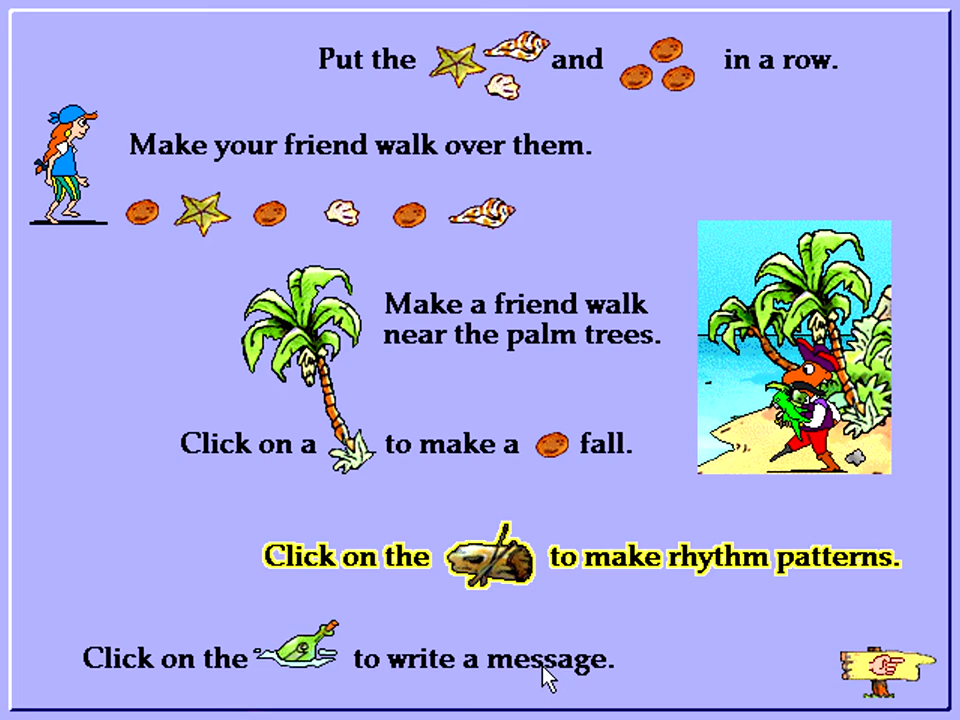 Put the and in a row.
Make your friend walk over them.
Make a friend walk
near the palm trees.
Click on a to make a fall.
Click on the to make rhythm patterns.
Click on the to write a message.